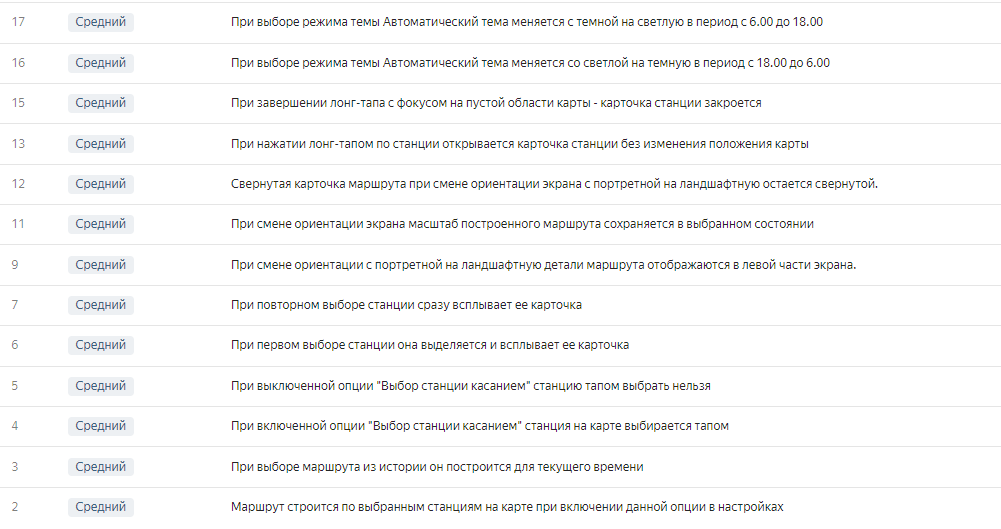 17 Средний При выборе режима темы Автоматический тема меняется с темной на светлую в период с 6.00 до 18.00
16 Средний При выборе режима темы Автоматический тема меняется со светлой на темную в период с 18.00 до 6.00
15 Средний При завершении лонг-тапа с фокусом на пустой области карты - карточка станции закроется
13 Средний При нажатии лонг-тапом по станции открывается карточка станции без изменения положения карты
12 Средний Свернутая карточка маршрута при смене ориентации экрана с портретной на ландшафтную остается свернутой.
11 Средний При смене ориентации экрана масштаб построенного маршрута сохраняется в выбранном состоянии
9 Средний При смене ориентации с портретной на ландшафтную детали маршрута отображаются в левой части экрана.
7 Средний При повторном выборе станции сразу всплывает ее карточка
6 Средний При первом выборе станции она выделяется и всплывает ее карточка
5 Средний При выключенной опции "Выбор станции касанием" станцию тапом выбрать нельзя
4 Средний При включенной опции "Выбор станции касанием" станция на карте выбирается тапом
3 Средний При выборе маршрута из истории он построится для текущего времени
2 Средний Маршрут строится по выбранным станциям на карте при включении данной опции в настройках